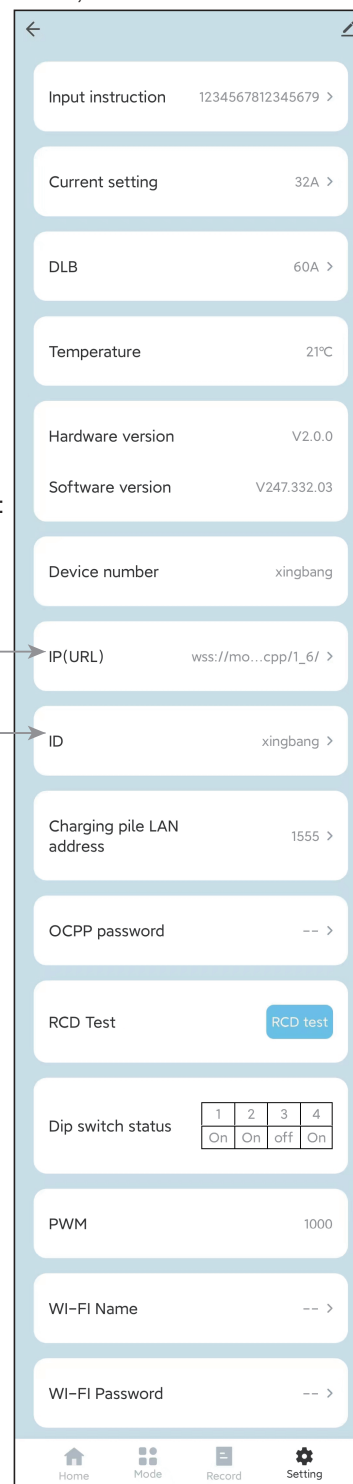 Input instruction 1234567812345679 >
Current setting 32A >
DLB 60A >
Temperature 21°C
Hardware version V2.0.0
Software version V247.332.03
Device number xingbang
IP(URL) wss://mo...cpp/1_6/ >
ID xingbang >
Charging pile LAN
address 1555 >
OCPP password -- >
RCD Test RCD test
Dip switch status 1 2 3 4
On On off On
PWM 1000
WI-FI Name -- >
WI-FI Password -- >
Home Mode Record Setting